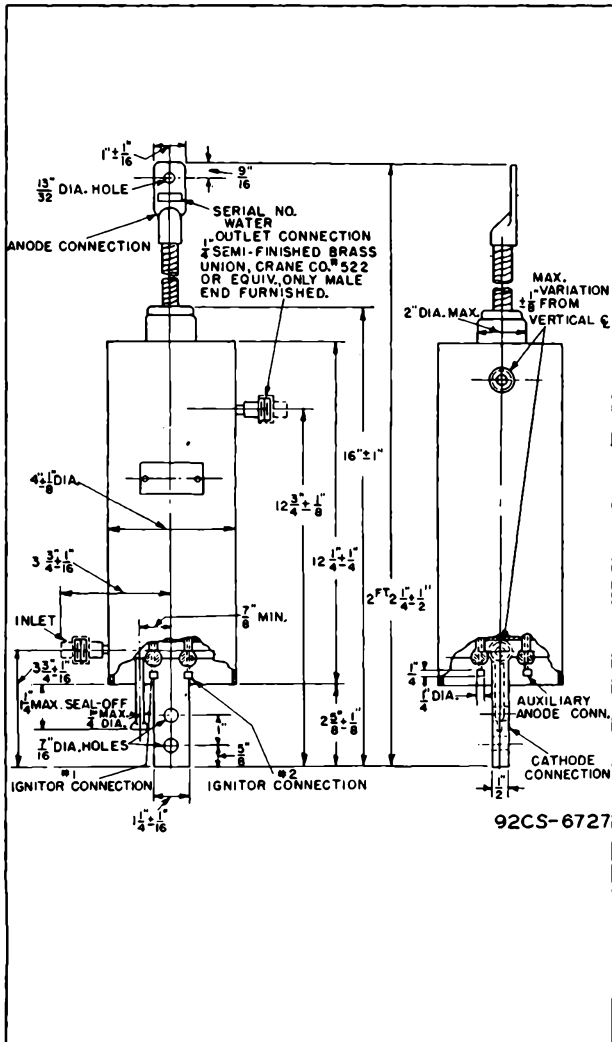 1" ± 1/16"
13/32" DIA. HOLE
9/16"
ANODE CONNECTION
SERIAL NO.
WATER
OUTLET CONNECTION
1/4" SEMI-FINISHED BRASS
UNION, CRANE CO.#522
OR EQUIV., ONLY MALE
END FURNISHED.
2" DIA. MAX.
MAX.
±1/8" VARIATION
FROM
VERTICAL ℄
4" ± 1/8" DIA.
3 3/4" ± 1/16"
INLET
7/8" MIN.
16" ± 1"
12 3/4" ± 1/8"
12 1/4" ± 1/4"
2 FT. 2 1/4" ± 1/2"
3 3/4" ± 1/16"
1 1/4" MAX. SEAL-OFF
MAX.
1/4" DIA.
7/16" DIA. HOLES
1"
5/8"
2 5/8" ± 1/8"
#1
IGNITOR CONNECTION
#2
IGNITOR CONNECTION
1 1/4" ± 1/16"
1/4"
1/4" DIA.
AUXILIARY
ANODE CONN.
CATHODE
CONNECTION
1/2"
92CS-6727